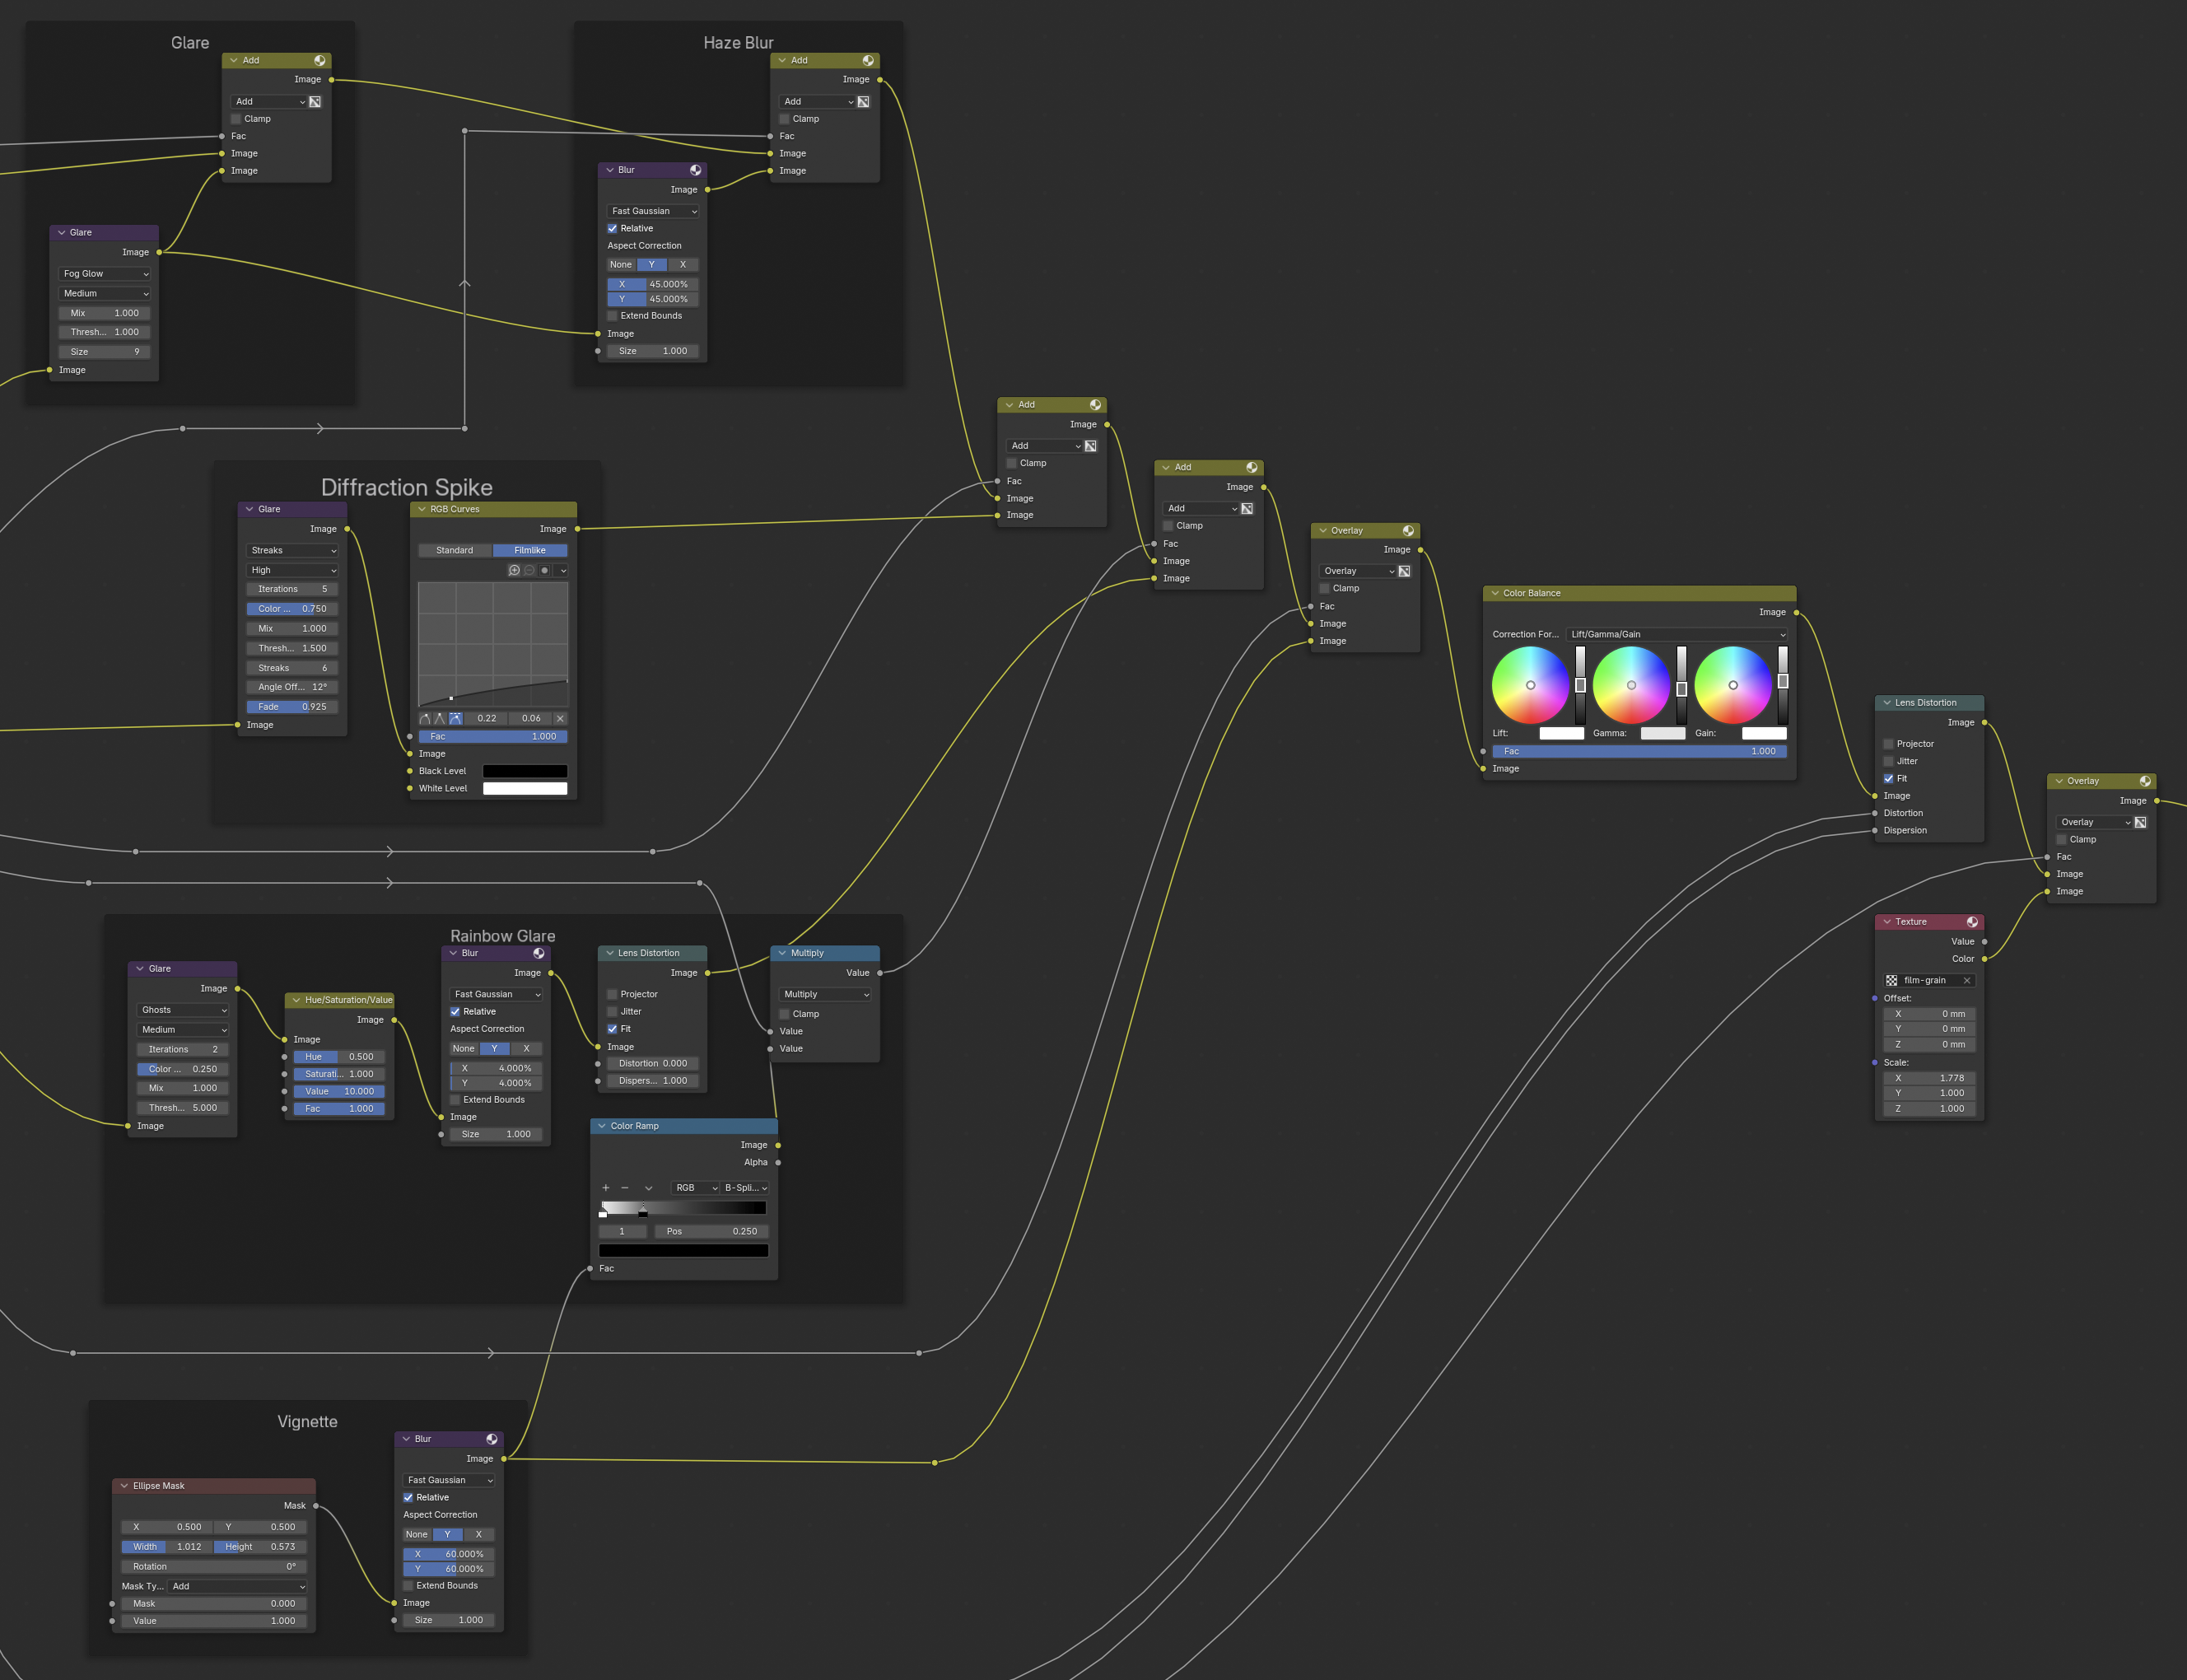 Glare
Add
Image
Add
Clamp
Fac
Image
Image
Glare
Image
Fog Glow
Medium
Mix 1.000
Thresh... 1.000
Size 9
Image
Haze Blur
Add
Image
Add
Clamp
Fac
Image
Image
Blur
Image
Fast Gaussian
Relative
Aspect Correction
None Y X
X 45.000%
Y 45.000%
Extend Bounds
Image
Size 1.000
Diffraction Spike
Glare
Image
Streaks
High
Iterations 5
Color ... 0.750
Mix 1.000
Thresh... 1.500
Streaks 6
Angle Off... 12°
Fade 0.925
Image
RGB Curves
Image
Standard Filmlike
0.22 0.06
Fac 1.000
Image
Black Level
White Level
Add
Image
Add
Clamp
Fac
Image
Image
Add
Image
Add
Clamp
Fac
Image
Image
Overlay
Image
Overlay
Clamp
Fac
Image
Image
Color Balance
Image
Correction For... Lift/Gamma/Gain
Lift: Gamma: Gain:
Fac 1.000
Image
Lens Distortion
Image
Projector
Jitter
Fit
Image
Distortion
Dispersion
Overlay
Image
Overlay
Clamp
Fac
Image
Image
Texture
Value
Color
film-grain
Offset:
X 0 mm
Y 0 mm
Z 0 mm
Scale:
X 1.778
Y 1.000
Z 1.000
Rainbow Glare
Glare
Image
Ghosts
Medium
Iterations 2
Color ... 0.250
Mix 1.000
Thresh... 5.000
Image
Hue/Saturation/Value
Image
Image
Hue 0.500
Saturati... 1.000
Value 10.000
Fac 1.000
Blur
Image
Fast Gaussian
Relative
Aspect Correction
None Y X
X 4.000%
Y 4.000%
Extend Bounds
Image
Size 1.000
Lens Distortion
Image
Projector
Jitter
Fit
Image
Distortion 0.000
Dispers... 1.000
Multiply
Value
Multiply
Clamp
Value
Value
Color Ramp
Image
Alpha
RGB B-Spli...
1 Pos 0.250
Fac
Vignette
Ellipse Mask
Mask
X 0.500 Y 0.500
Width 1.012 Height 0.573
Rotation 0°
Mask Ty... Add
Mask 0.000
Value 1.000
Blur
Image
Fast Gaussian
Relative
Aspect Correction
None Y X
X 60.000%
Y 60.000%
Extend Bounds
Image
Size 1.000